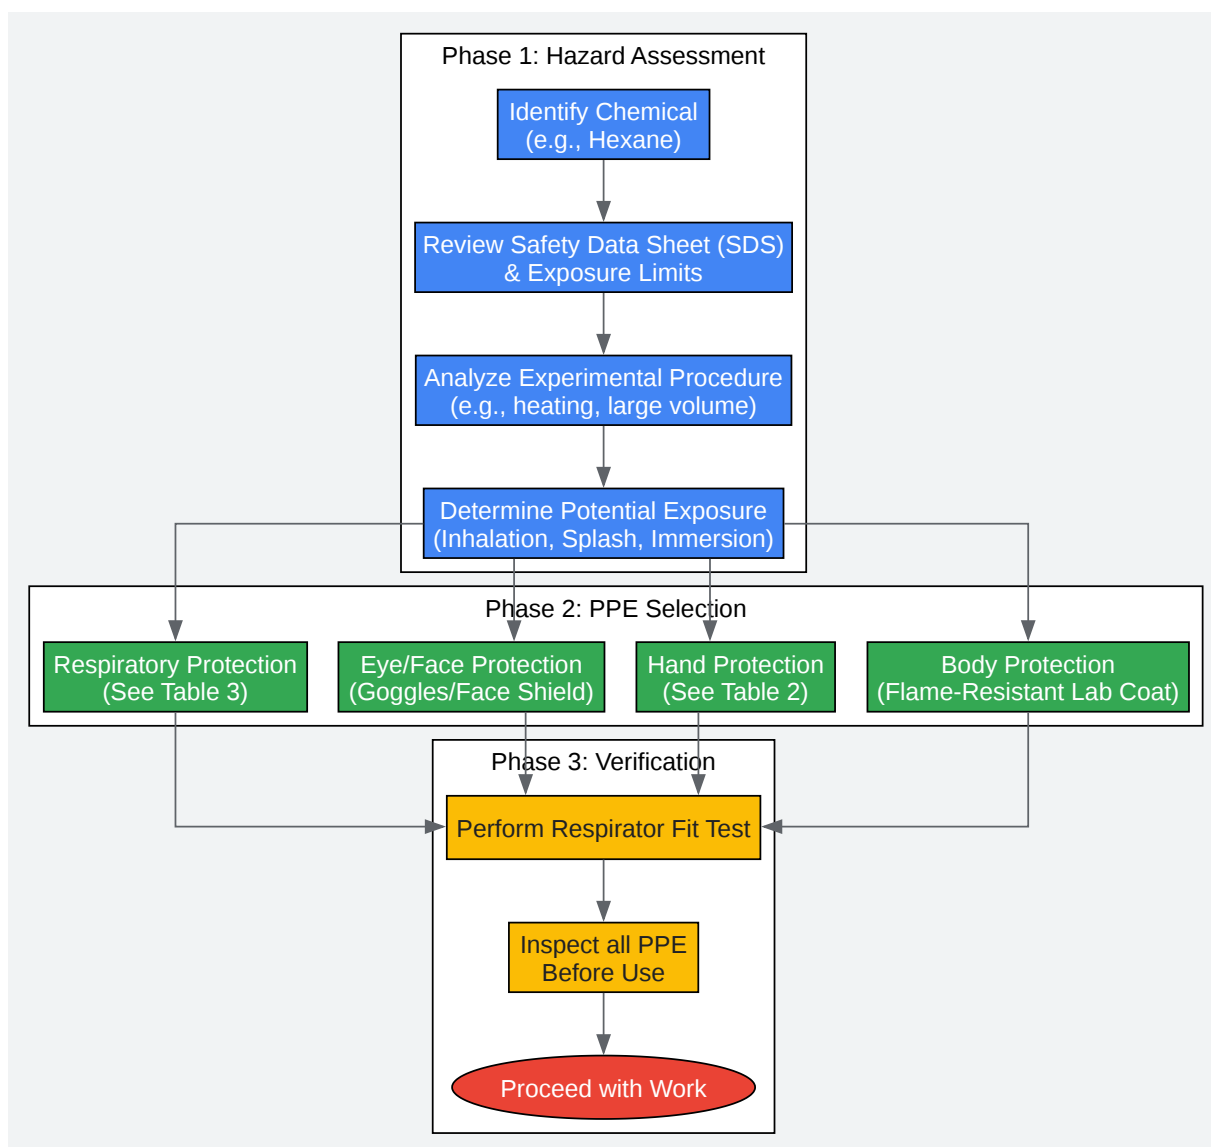 Phase 1: Hazard Assessment
Identify Chemical
(e.g., Hexane)
Review Safety Data Sheet (SDS)
& Exposure Limits
Analyze Experimental Procedure
(e.g., heating, large volume)
Determine Potential Exposure
(Inhalation, Splash, Immersion)
Phase 2: PPE Selection
Respiratory Protection
(See Table 3)
Eye/Face Protection
(Goggles/Face Shield)
Hand Protection
(See Table 2)
Body Protection
(Flame-Resistant Lab Coat)
Phase 3: Verification
Perform Respirator Fit Test
Inspect all PPE
Before Use
Proceed with Work